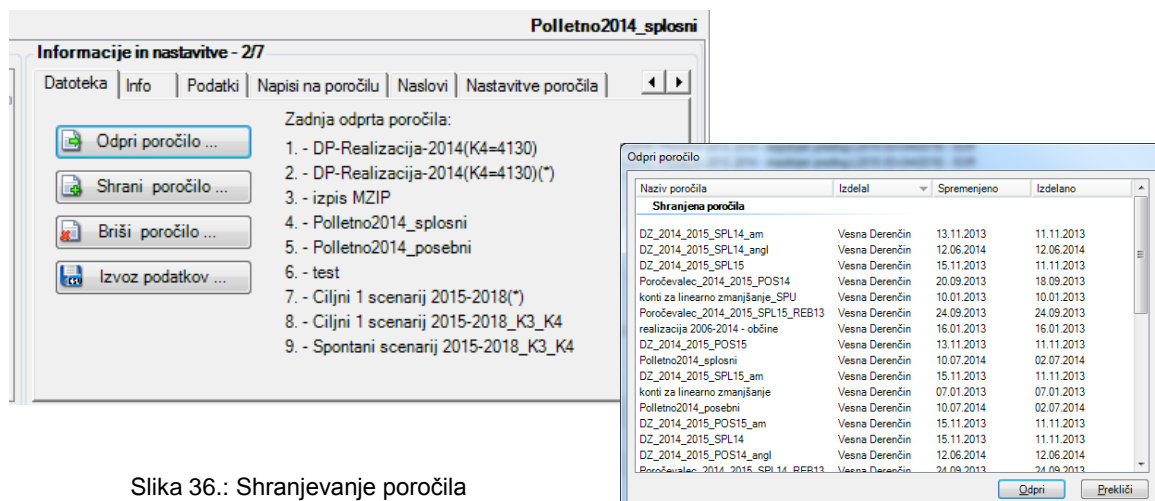 Polletno2014_splosni
Informacije in nastavitve - 2/7
Datoteka Info Podatki Napisi na poročilu Naslovi Nastavitve poročila
Odpri poročilo ...
Shrani poročilo ...
Briši poročilo ...
Izvoz podatkov ...
Zadnja odprta poročila:
1. - DP-Realizacija-2014(K4=4130)
2. - DP-Realizacija-2014(K4=4130)(*)
3. - izpis MZIP
4. - Polletno2014_splosni
5. - Polletno2014_posebni
6. - test
7. - Ciljni 1 scenarij 2015-2018(*)
8. - Ciljni 1 scenarij 2015-2018_K3_K4
9. - Spontani scenarij 2015-2018_K3_K4
Odpri poročilo
Naziv poročila Izdelal Spremenjeno Izdelano
Shranjena poročila
DZ_2014_2015_SPL14_am Vesna Derenčin 13.11.2013 11.11.2013
DZ_2014_2015_SPL14_angl Vesna Derenčin 12.06.2014 12.06.2014
DZ_2014_2015_SPL15 Vesna Derenčin 15.11.2013 11.11.2013
Poročevalec_2014_2015_POS14 Vesna Derenčin 20.09.2013 18.09.2013
konti za linearno zmanjšanje_SPU Vesna Derenčin 10.01.2013 10.01.2013
Poročevalec_2014_2015_SPL15_REB13 Vesna Derenčin 24.09.2013 24.09.2013
realizacija 2006-2014 - občine Vesna Derenčin 16.01.2013 16.01.2013
DZ_2014_2015_POS15 Vesna Derenčin 13.11.2013 11.11.2013
Polletno2014_splosni Vesna Derenčin 10.07.2014 02.07.2014
DZ_2014_2015_SPL15_am Vesna Derenčin 15.11.2013 11.11.2013
konti za linearno zmanjšanje Vesna Derenčin 07.01.2013 07.01.2013
Polletno2014_posebni Vesna Derenčin 10.07.2014 02.07.2014
DZ_2014_2015_POS15_am Vesna Derenčin 15.11.2013 11.11.2013
DZ_2014_2015_SPL14 Vesna Derenčin 15.11.2013 11.11.2013
DZ_2014_2015_POS14_angl Vesna Derenčin 12.06.2014 12.06.2014
Poročevalec_2014_2015_SPL14_REB13 Vesna Derenčin 24.09.2013 24.09.2013
Odpri Prekliči
Slika 36.: Shranjevanje poročila